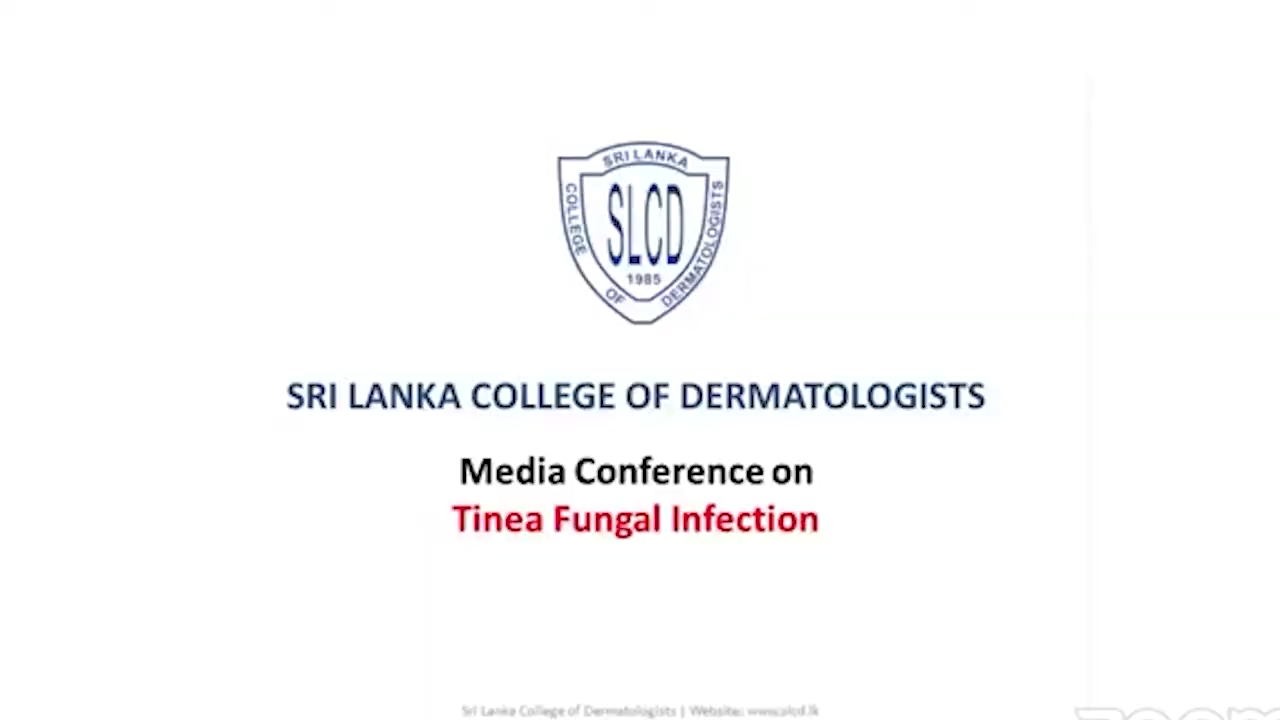 SRI LANKA
COLLEGE
OF
DERMATOLOGISTS
SLCD
1985
SRI LANKA COLLEGE OF DERMATOLOGISTS
Media Conference on
Tinea Fungal Infection
Sri Lanka College of Dermatologists | Website: www.slcd.lk
zoom